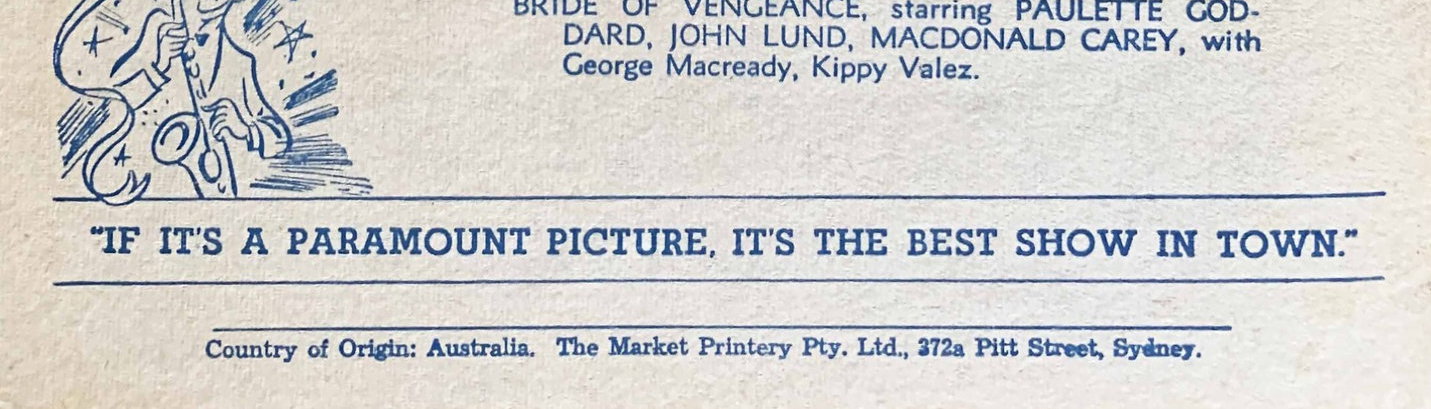 BRIDE OF VENGEANCE, starring PAULETTE GOD-
DARD, JOHN LUND, MACDONALD CAREY, with
George Macready, Kippy Valez.
"IF IT'S A PARAMOUNT PICTURE, IT'S THE BEST SHOW IN TOWN."
Country of Origin: Australia. The Market Printery Pty. Ltd., 372a Pitt Street, Sydney.